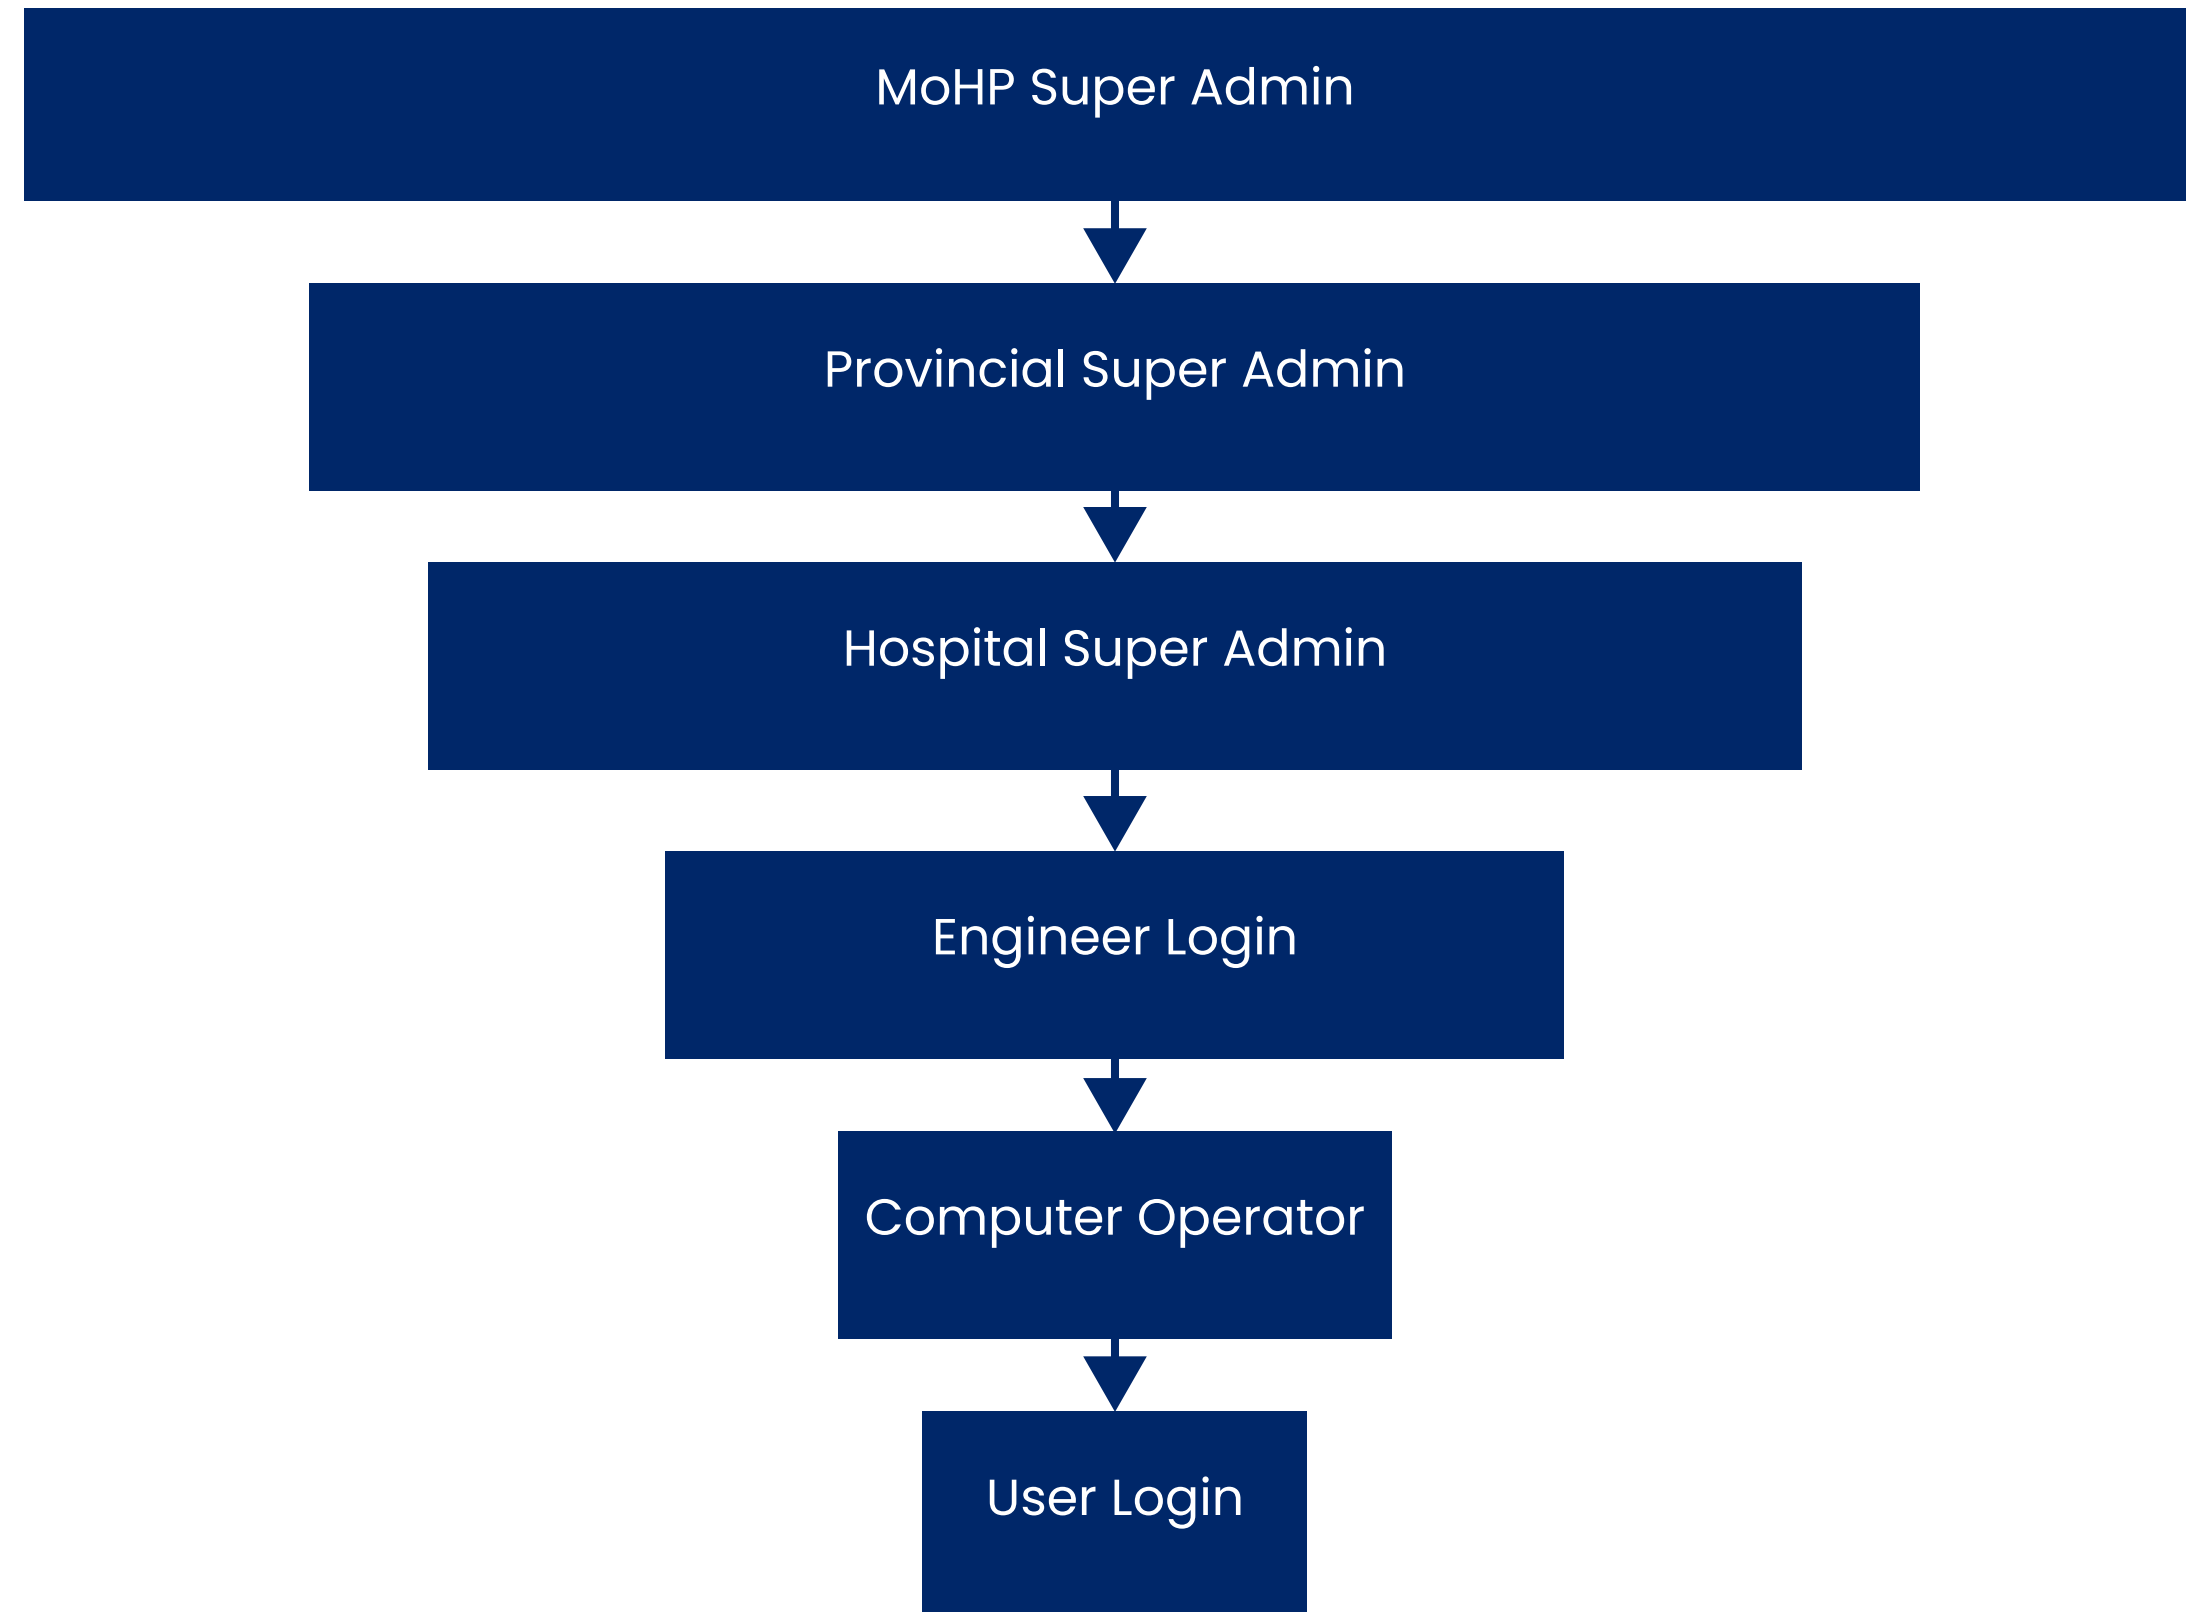 MoHP Super Admin
Provincial Super Admin
Hospital Super Admin
Engineer Login
Computer Operator
User Login